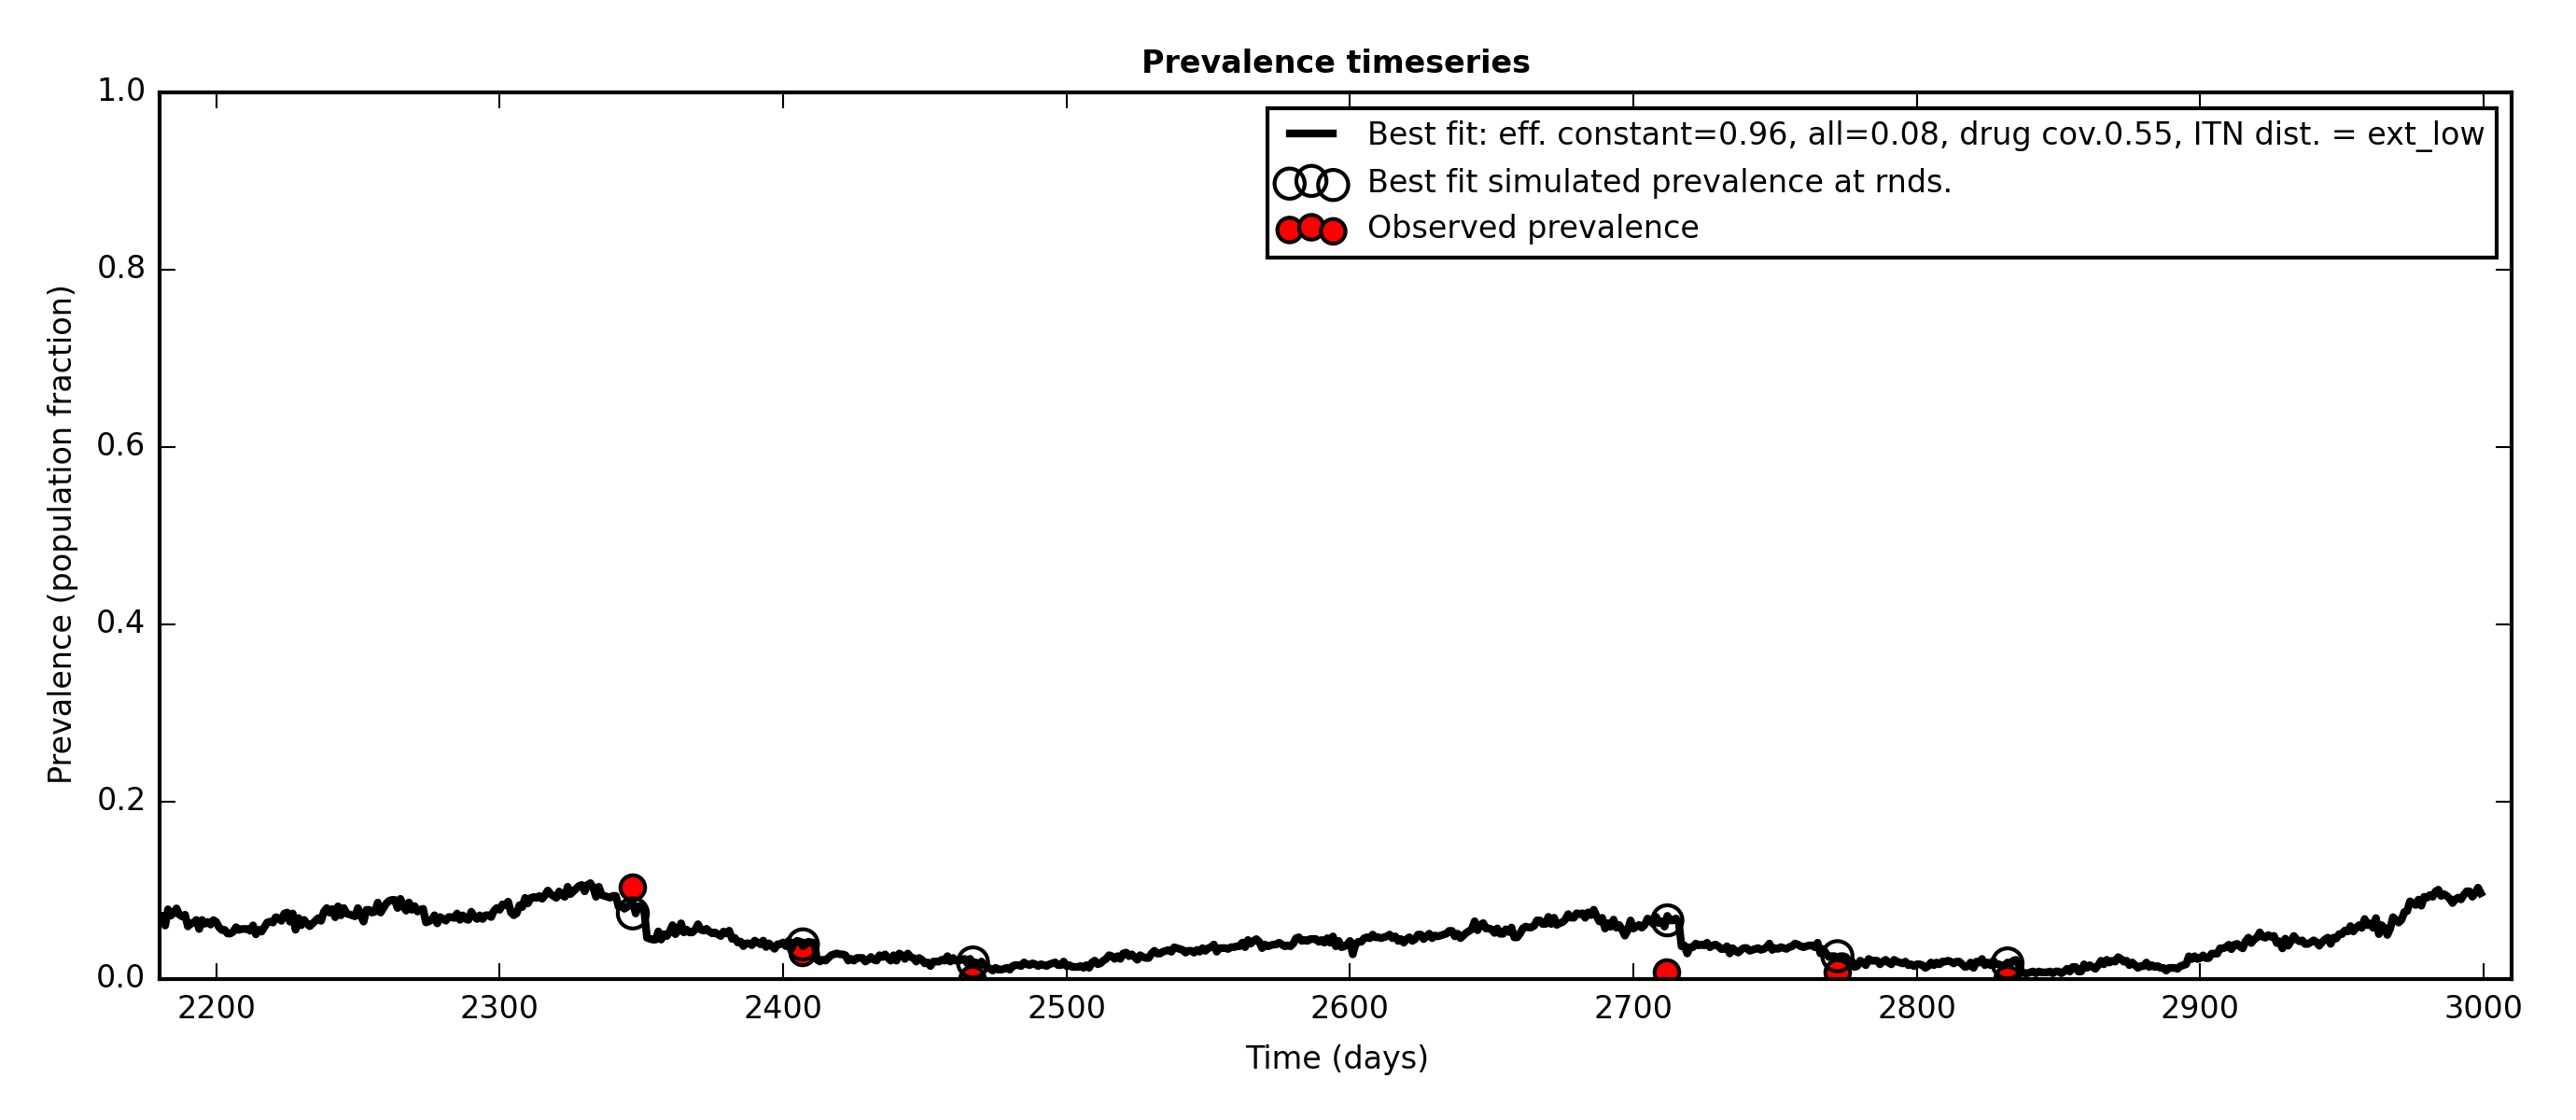 Prevalence timeseries
1.0
0.8
0.6
0.4
0.2
0.0
Prevalence (population fraction)
Best fit: eff. constant=0.96, all=0.08, drug cov.0.55, ITN dist. = ext_low
Best fit simulated prevalence at rnds.
Observed prevalence
2200 2300 2400 2500 2600 2700 2800 2900 3000
Time (days)